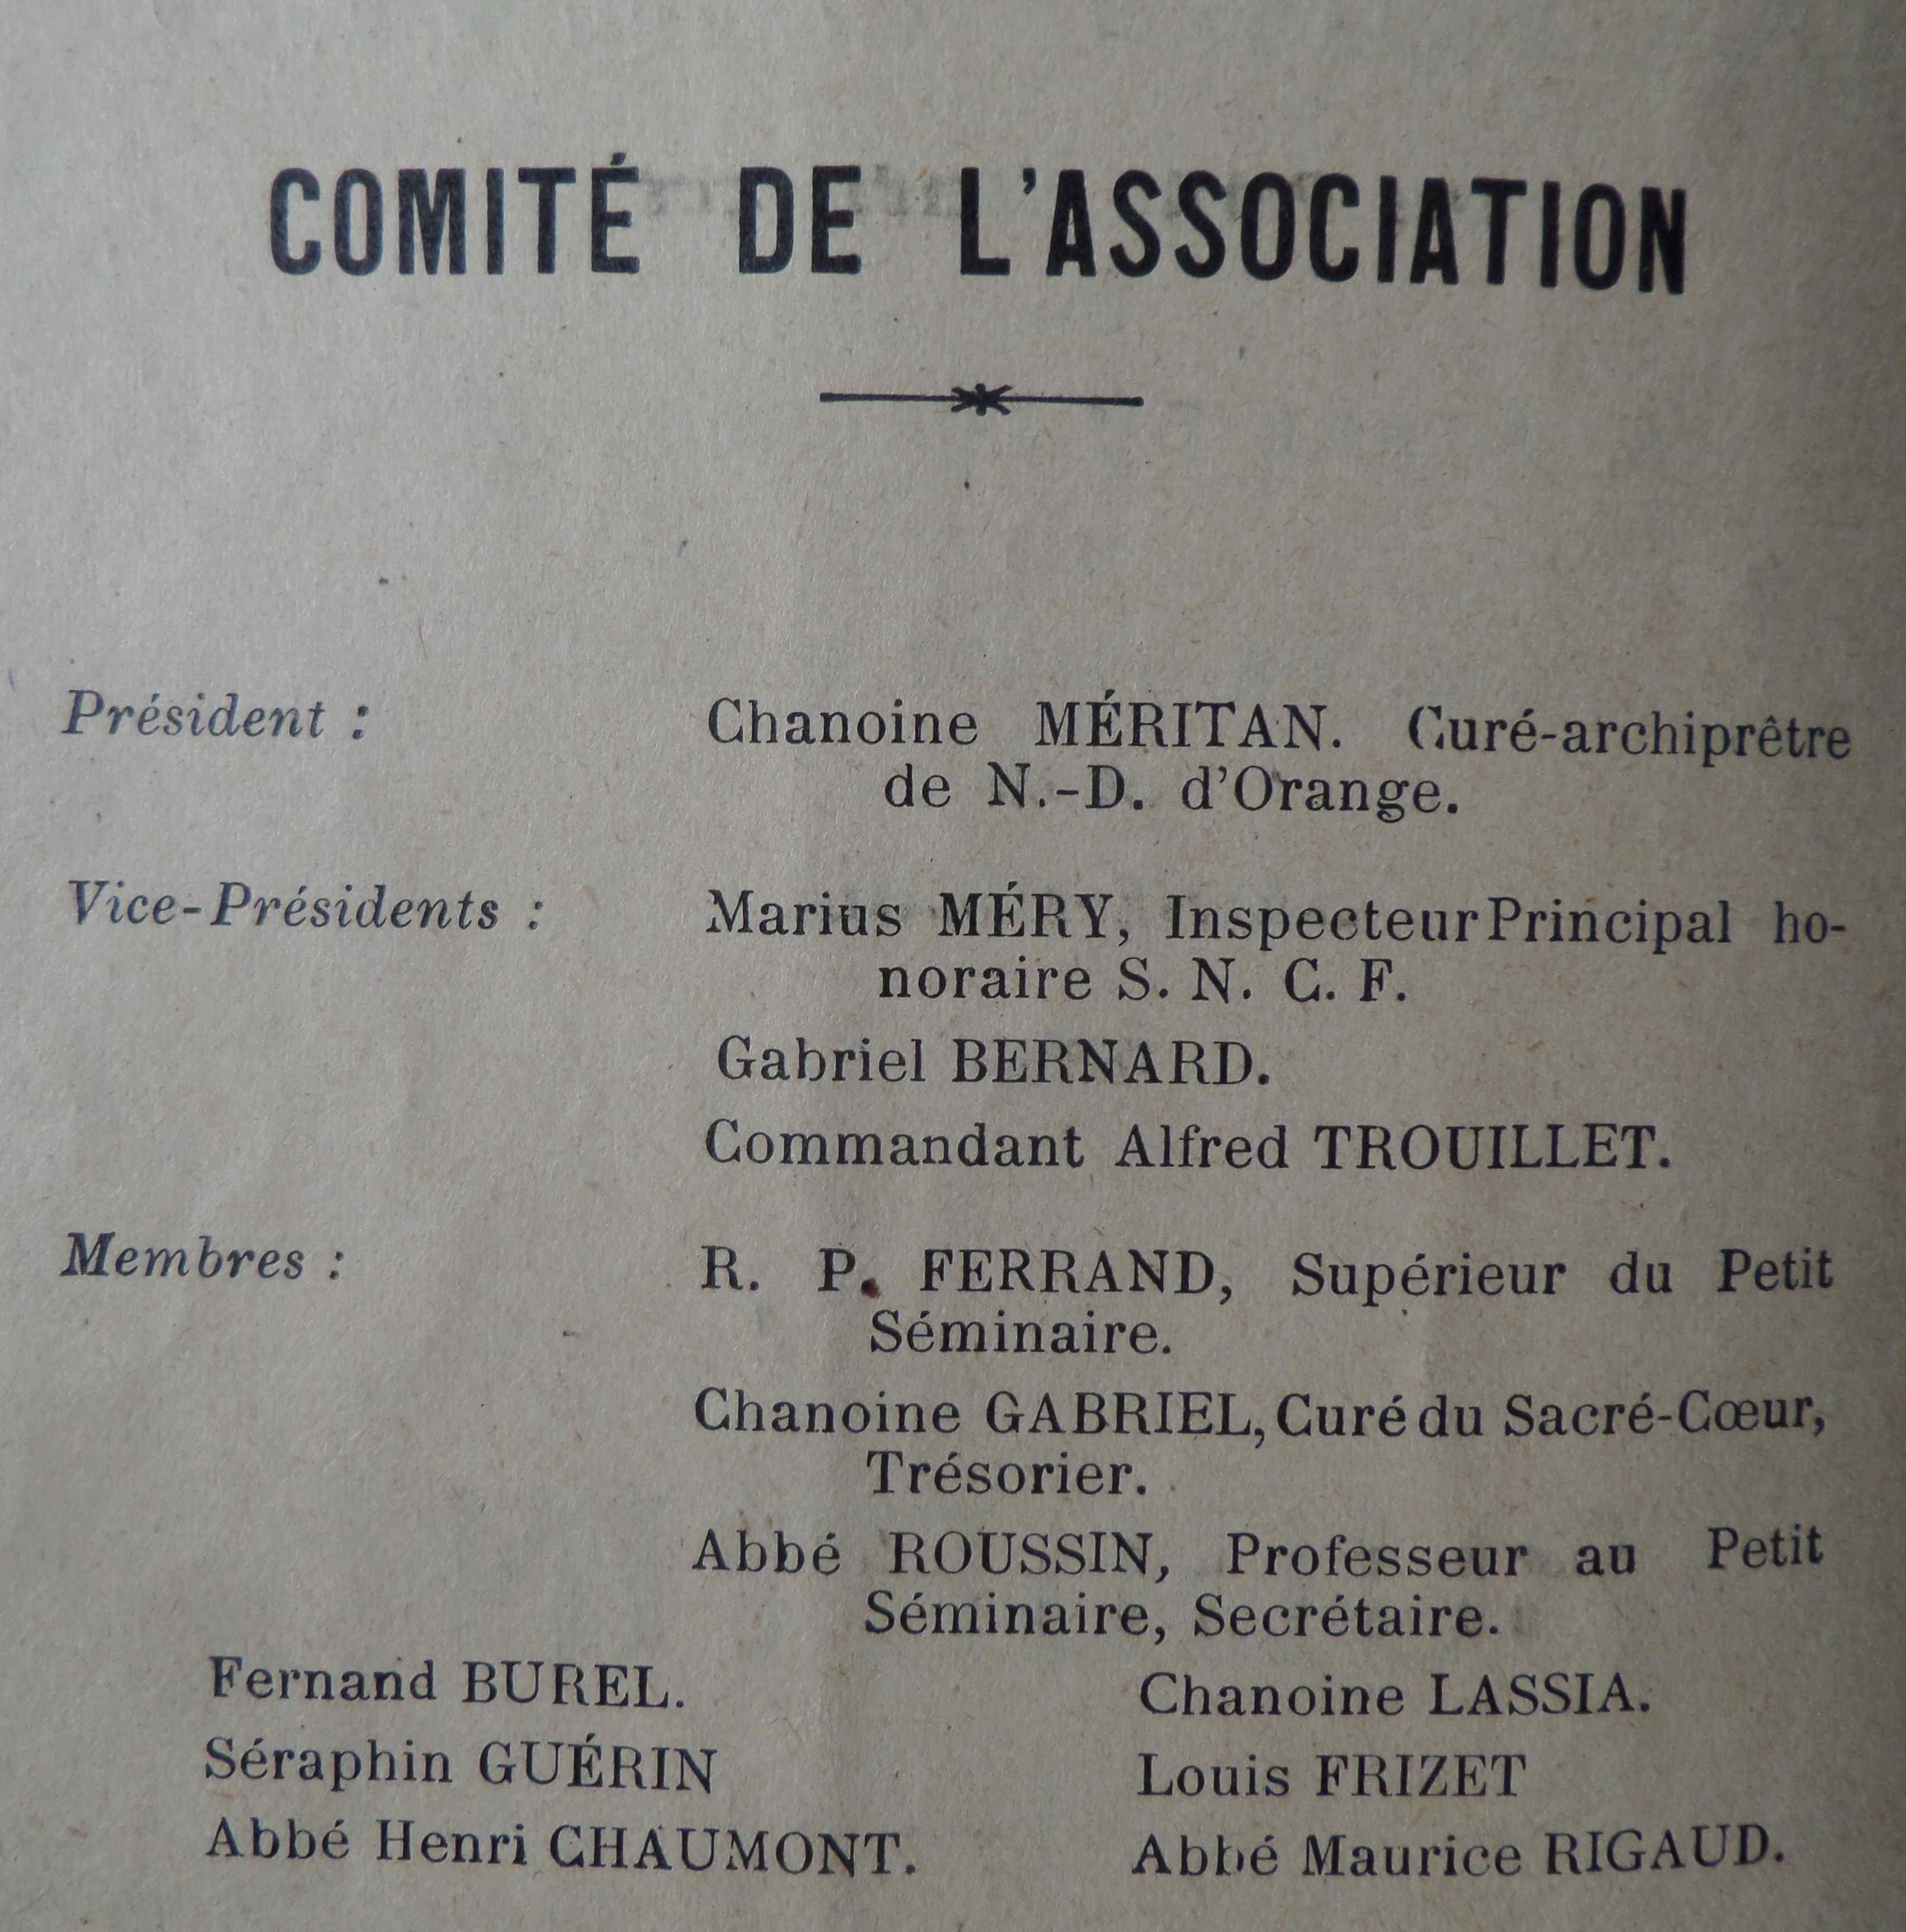 COMITÉ DE L'ASSOCIATION
Président :
Chanoine MÉRITAN. Curé-archiprêtre
de N.-D. d'Orange.
Vice-Présidents :
Marius MÉRY, Inspecteur Principal ho-
noraire S. N. C. F.
Gabriel BERNARD.
Commandant Alfred TROUILLET.
Membres :
R. P. FERRAND, Supérieur du Petit
Séminaire.
Chanoine GABRIEL, Curé du Sacré-Cœur,
Trésorier.
Abbé ROUSSIN, Professeur au Petit
Séminaire, Secrétaire.
Fernand BUREL.
Chanoine LASSIA.
Séraphin GUÉRIN
Louis FRIZET
Abbé Henri CHAUMONT.
Abbé Maurice RIGAUD.